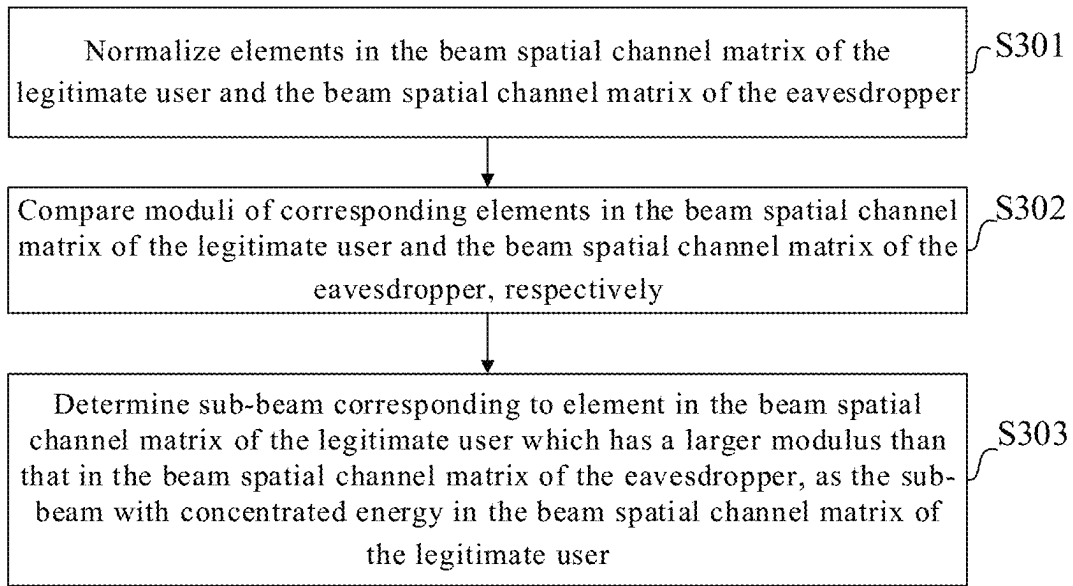 Normalize elements in the beam spatial channel matrix of the
legitimate user and the beam spatial channel matrix of the eavesdropper
S301
Compare moduli of corresponding elements in the beam spatial channel
matrix of the legitimate user and the beam spatial channel matrix of the
eavesdropper, respectively
S302
Determine sub-beam corresponding to element in the beam spatial
channel matrix of the legitimate user which has a larger modulus than
that in the beam spatial channel matrix of the eavesdropper, as the sub-
beam with concentrated energy in the beam spatial channel matrix of
the legitimate user
S303